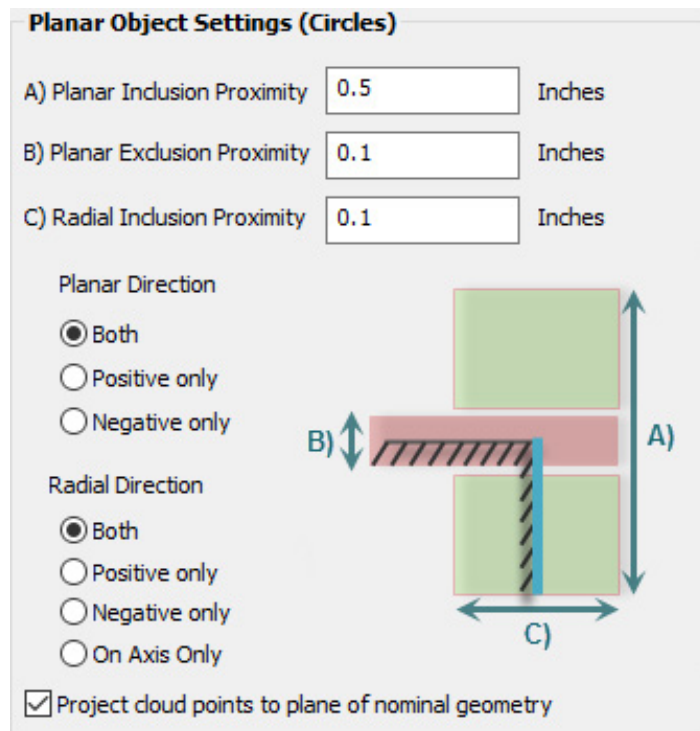 Planar Object Settings (Circles)
A) Planar Inclusion Proximity 0.5 Inches
B) Planar Exclusion Proximity 0.1 Inches
C) Radial Inclusion Proximity 0.1 Inches
Planar Direction
Both
Positive only
Negative only
Radial Direction
Both
Positive only
Negative only
On Axis Only
B)
A)
C)
Project cloud points to plane of nominal geometry